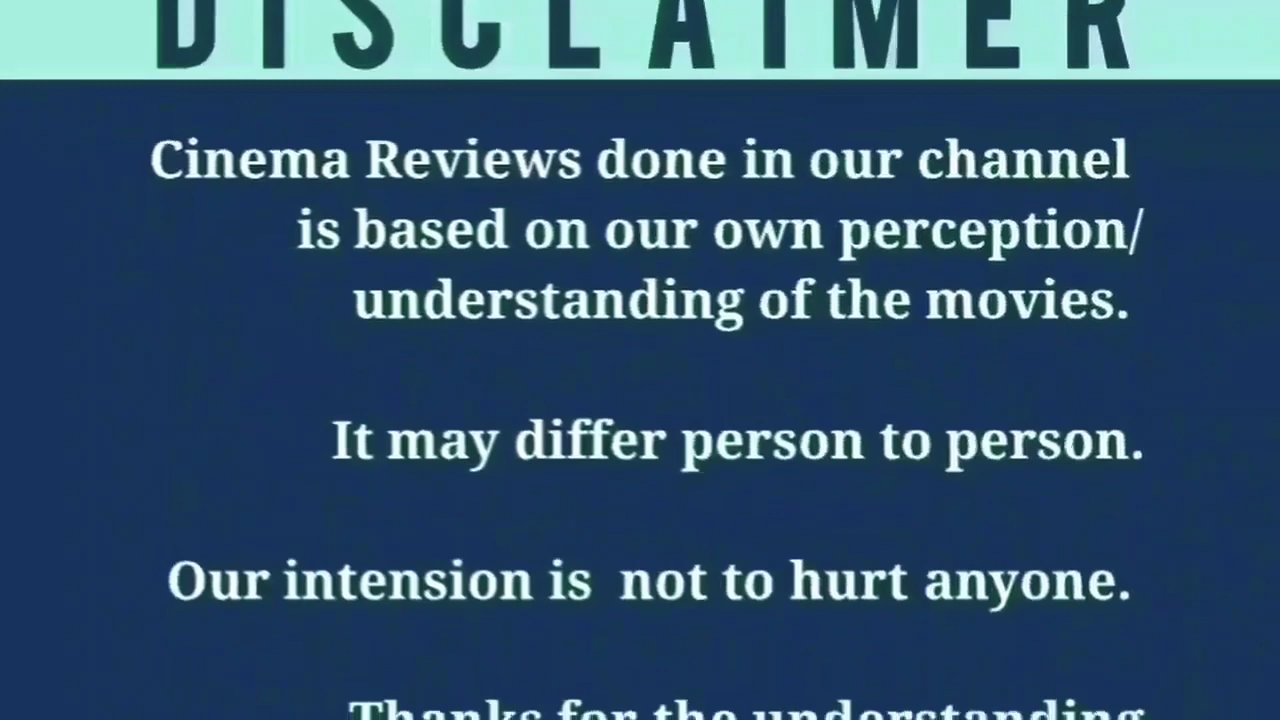 DISCLAIMER
Cinema Reviews done in our channel
is based on our own perception/
understanding of the movies.
It may differ person to person.
Our intension is  not to hurt anyone.
Thanks for the understanding